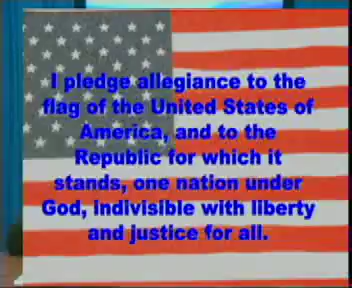 I pledge allegiance to the
flag of the United States of
America, and to the
Republic for which it
stands, one nation under
God, indivisible with liberty
and justice for all.